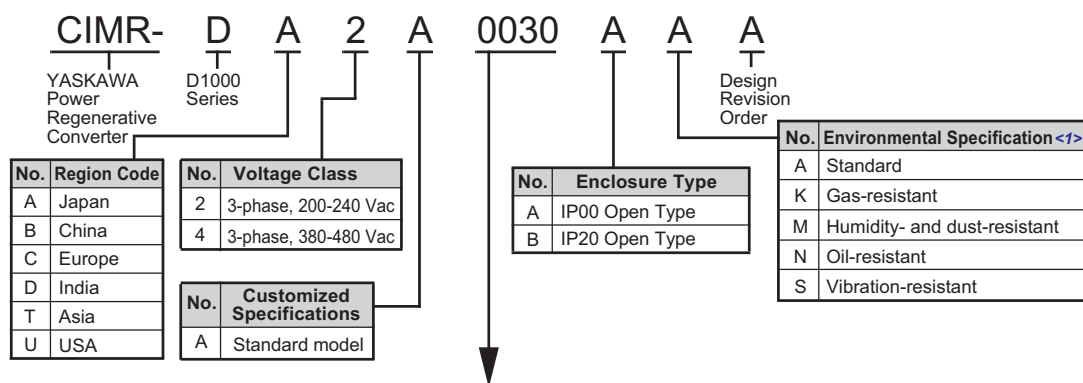 CIMR- D A 2 A 0030 A A A
YASKAWA
Power
Regenerative
Converter
D1000
Series
Design
Revision
Order
No. Region Code
A Japan
B China
C Europe
D India
T Asia
U USA
No. Voltage Class
2 3-phase, 200-240 Vac
4 3-phase, 380-480 Vac
No. Customized
Specifications
A Standard model
No. Enclosure Type
A IP00 Open Type
B IP20 Open Type
No. Environmental Specification<1>
A Standard
K Gas-resistant
M Humidity- and dust-resistant
N Oil-resistant
S Vibration-resistant